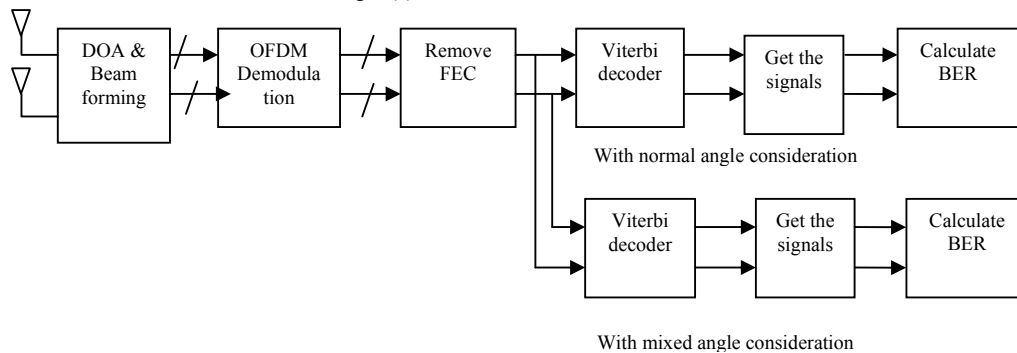 DOA &
Beam
forming
OFDM
Demodula
tion
Remove
FEC
Viterbi
decoder
Get the
signals
Calculate
BER
With normal angle consideration
Viterbi
decoder
Get the
signals
Calculate
BER
With mixed angle consideration